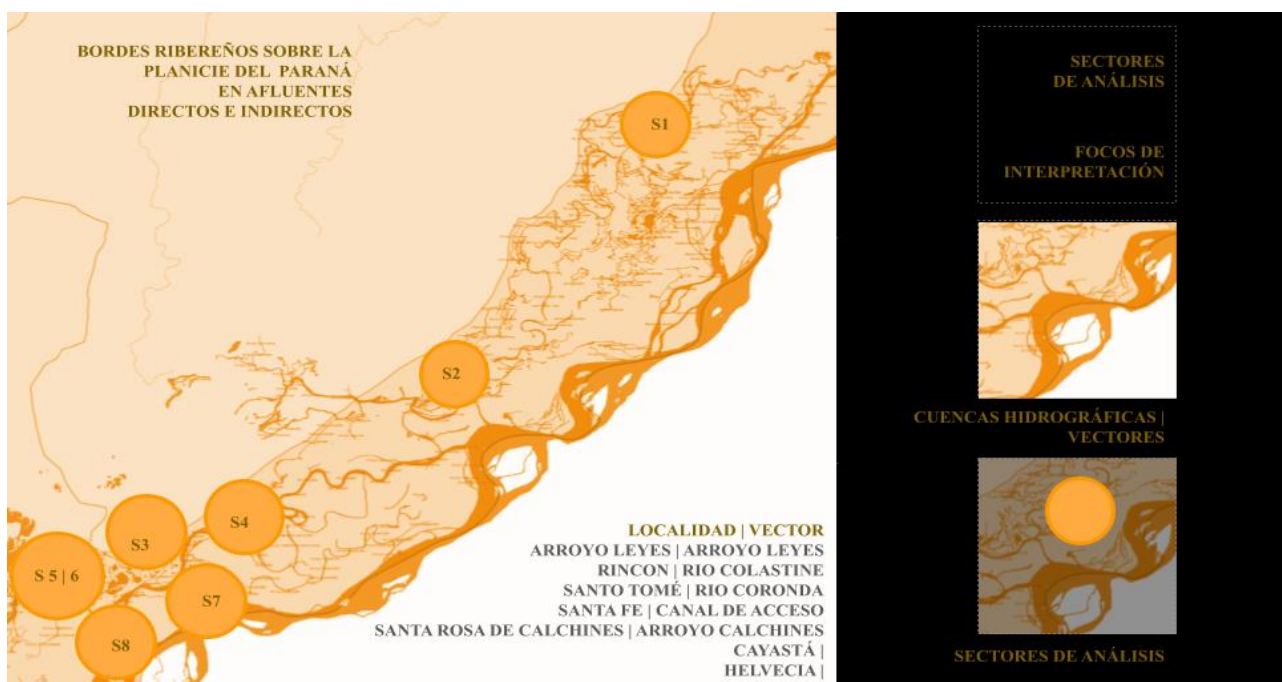 BORDES RIBEREÑOS SOBRE LA
PLANICIE DEL PARANÁ
EN AFLUENTES
DIRECTOS E INDIRECTOS
S1
S2
S3
S4
S 5 | 6
S7
S8
LOCALIDAD | VECTOR
ARROYO LEYES | ARROYO LEYES
RINCON | RIO COLASTINE
SANTO TOMÉ | RIO CORONDA
SANTA FE | CANAL DE ACCESO
SANTA ROSA DE CALCHINES | ARROYO CALCHINES
CAYASTÁ |
HELVECIA |
SECTORES
DE ANÁLISIS
FOCOS DE
INTERPRETACIÓN
CUENCAS HIDROGRÁFICAS |
VECTORES
SECTORES DE ANÁLISIS